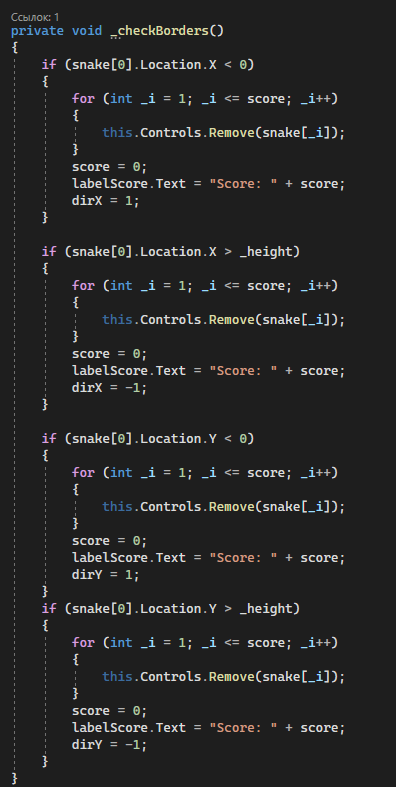 Ссылок: 1
private void _checkBorders()
{
    if (snake[0].Location.X < 0)
    {
        for (int _i = 1; _i <= score; _i++)
        {
            this.Controls.Remove(snake[_i]);
        }
        score = 0;
        labelScore.Text = "Score: " + score;
        dirX = 1;
    }

    if (snake[0].Location.X > _height)
    {
        for (int _i = 1; _i <= score; _i++)
        {
            this.Controls.Remove(snake[_i]);
        }
        score = 0;
        labelScore.Text = "Score: " + score;
        dirX = -1;
    }

    if (snake[0].Location.Y < 0)
    {
        for (int _i = 1; _i <= score; _i++)
        {
            this.Controls.Remove(snake[_i]);
        }
        score = 0;
        labelScore.Text = "Score: " + score;
        dirY = 1;
    }
    if (snake[0].Location.Y > _height)
    {
        for (int _i = 1; _i <= score; _i++)
        {
            this.Controls.Remove(snake[_i]);
        }
        score = 0;
        labelScore.Text = "Score: " + score;
        dirY = -1;
    }
}